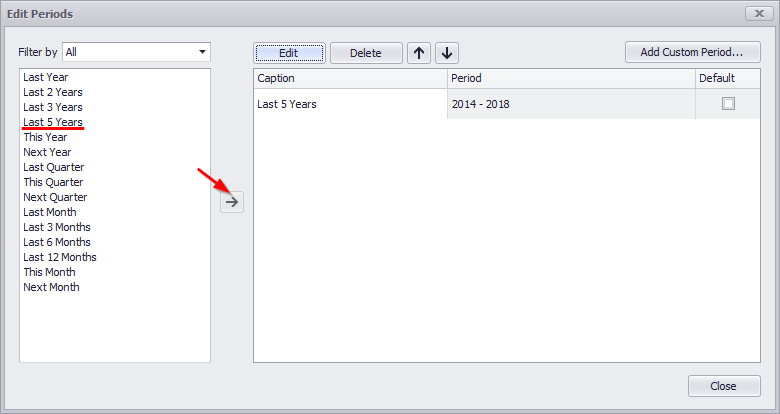 Edit Periods
Filter by All
Edit Delete Add Custom Period...
Last Year
Last 2 Years
Last 3 Years
Last 5 Years
This Year
Next Year
Last Quarter
This Quarter
Next Quarter
Last Month
Last 3 Months
Last 6 Months
Last 12 Months
This Month
Next Month
Caption Period Default
Last 5 Years 2014 - 2018
Close